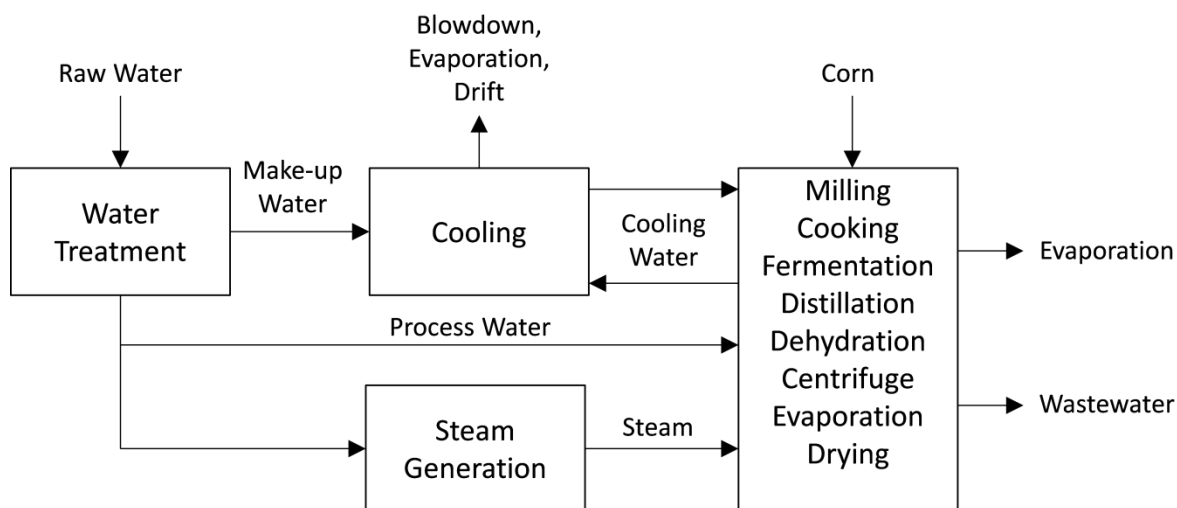 Blowdown,
Evaporation,
Drift
Raw Water
Corn
Make-up
Water
Water
Treatment
Cooling
Cooling
Water
Milling
Cooking
Fermentation
Distillation
Dehydration
Centrifuge
Evaporation
Drying
Evaporation
Process Water
Wastewater
Steam
Generation
Steam